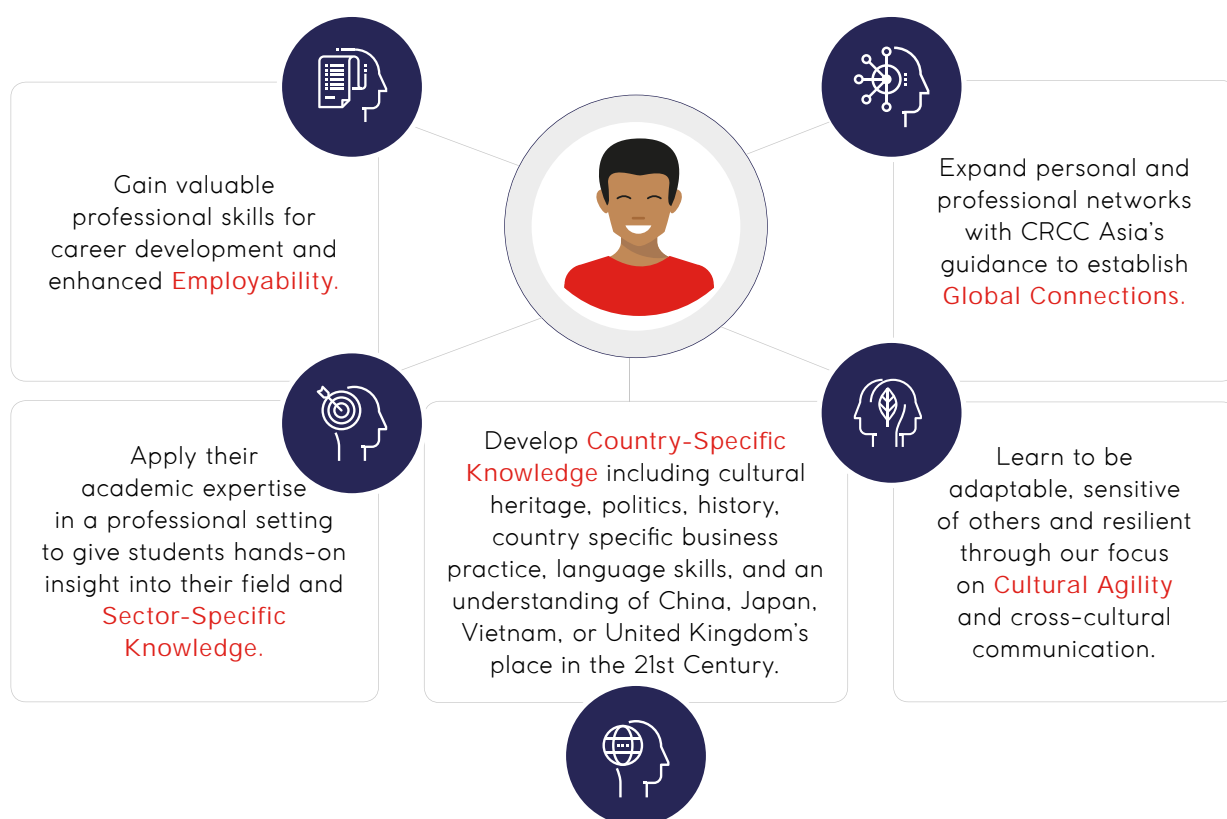 Gain valuable
professional skills for
career development and
enhanced Employability.
Expand personal and
professional networks
with CRCC Asia's
guidance to establish
Global Connections.
Apply their
academic expertise
in a professional setting
to give students hands-on
insight into their field and
Sector-Specific
Knowledge.
Develop Country-Specific
Knowledge including cultural
heritage, politics, history,
country specific business
practice, language skills, and an
understanding of China, Japan,
Vietnam, or United Kingdom's
place in the 21st Century.
Learn to be
adaptable, sensitive
of others and resilient
through our focus
on Cultural Agility
and cross-cultural
communication.